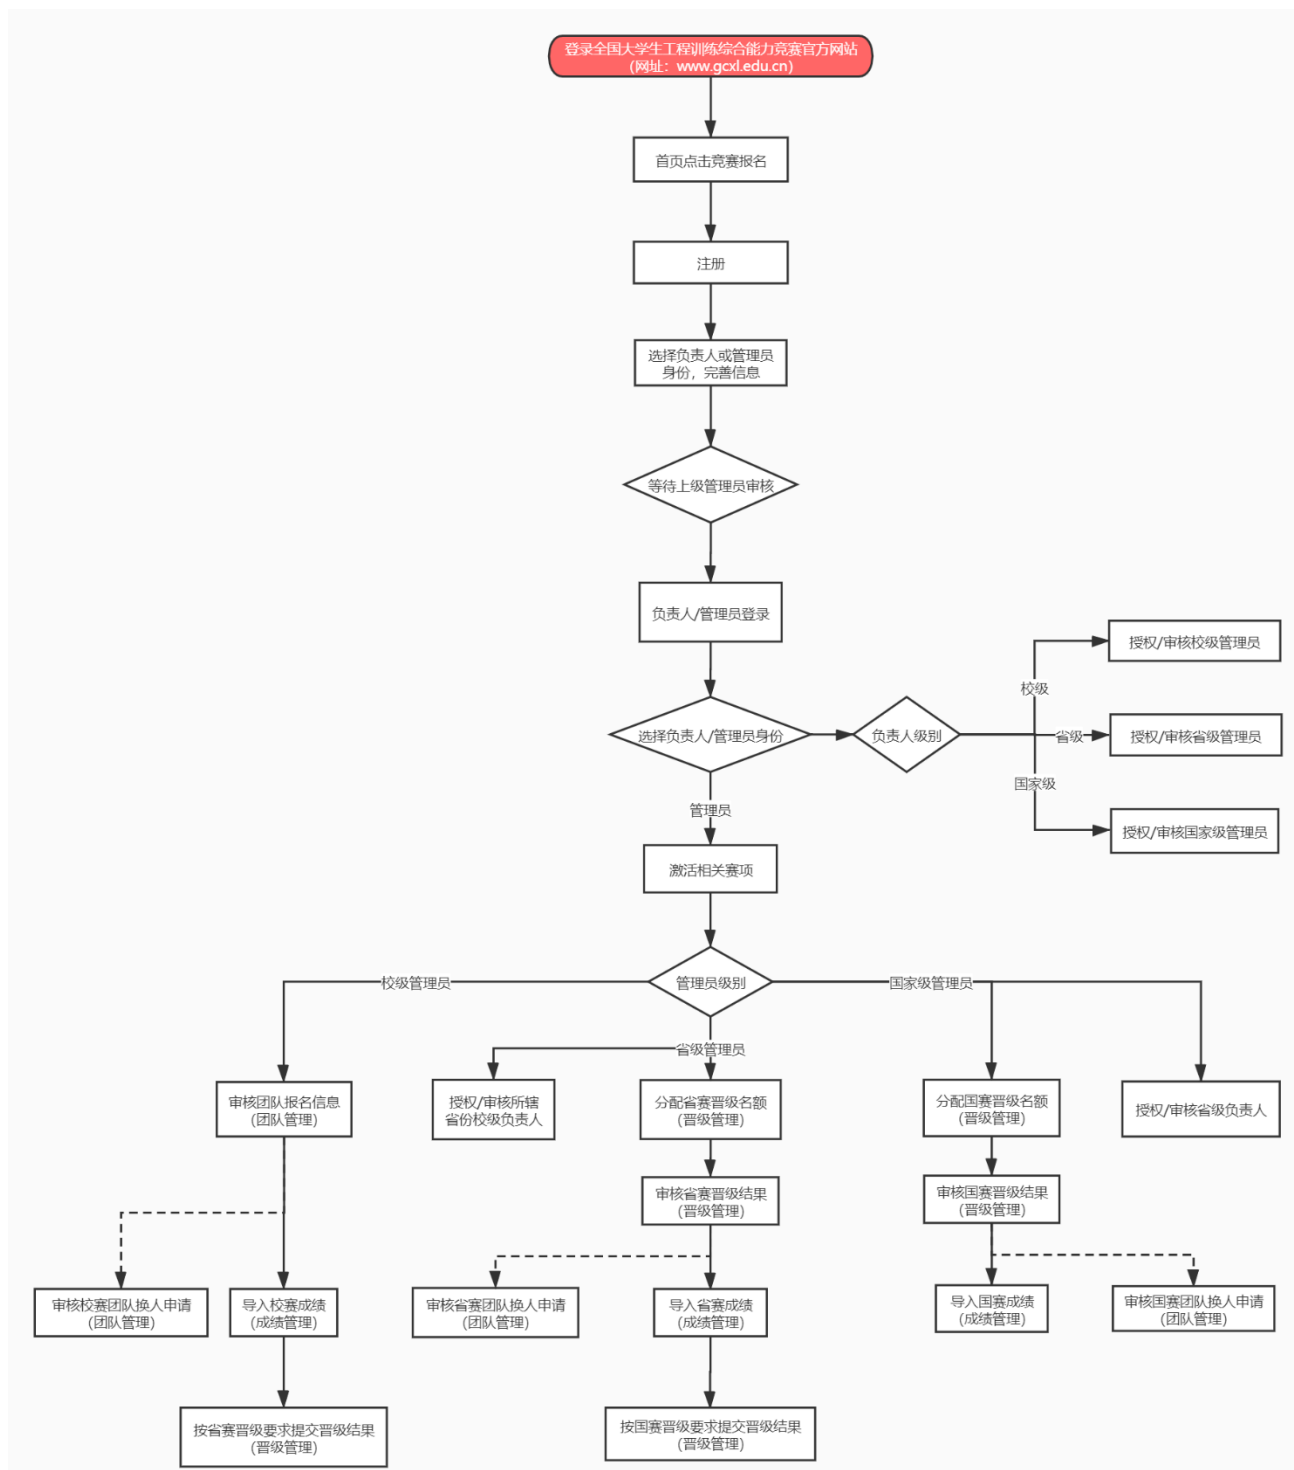 登录全国大学生工程训练综合能力竞赛官方网站
（网址：www.gcxl.edu.cn）
首页点击竞赛报名
注册
选择负责人或管理员
身份，完善信息
等待上级管理员审核
负责人/管理员登录
选择负责人/管理员身份
负责人级别
校级
省级
国家级
授权/审核校级管理员
授权/审核省级管理员
授权/审核国家级管理员
管理员
激活相关赛项
管理员级别
校级管理员
国家级管理员
省级管理员
审核团队报名信息
（团队管理）
授权/审核所辖
省份校级负责人
分配省赛晋级名额
（晋级管理）
分配国赛晋级名额
（晋级管理）
授权/审核省级负责人
审核省赛晋级结果
（晋级管理）
审核国赛晋级结果
（晋级管理）
审核校赛团队换人申请
（团队管理）
导入校赛成绩
（成绩管理）
审核省赛团队换人申请
（团队管理）
导入省赛成绩
（成绩管理）
导入国赛成绩
（成绩管理）
审核国赛团队换人申请
（团队管理）
按省赛晋级要求提交晋级结果
（晋级管理）
按国赛晋级要求提交晋级结果
（晋级管理）